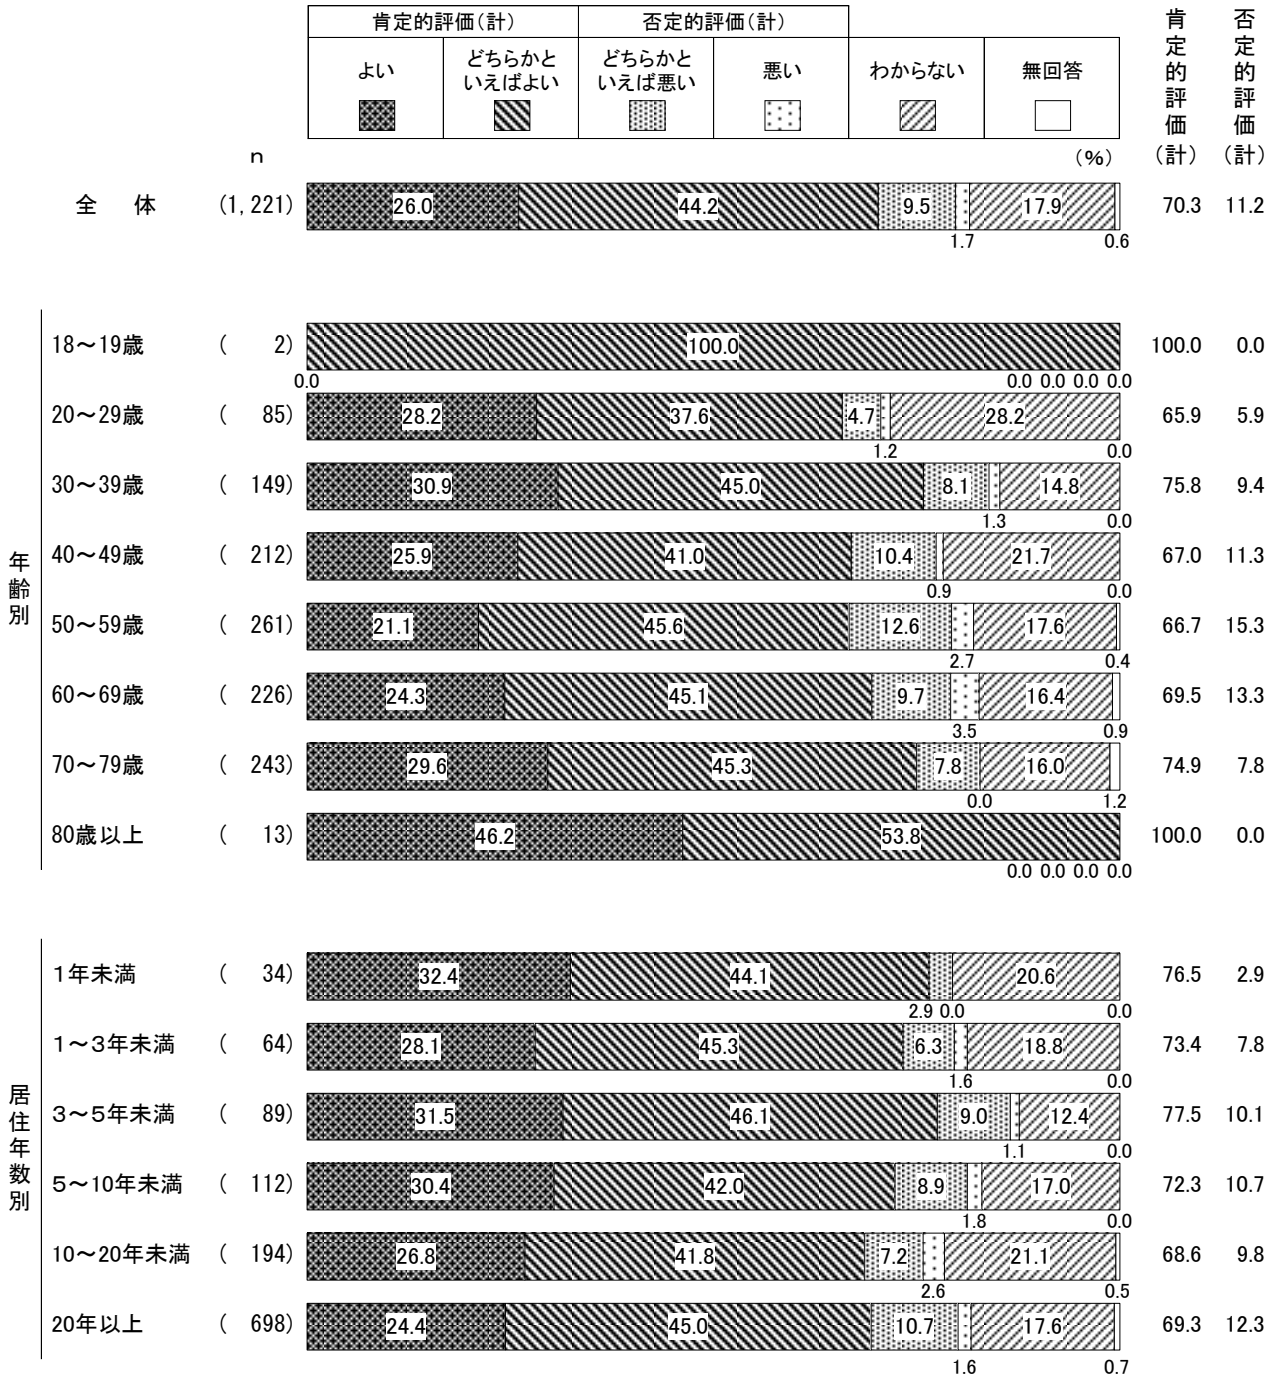 肯定的評価(計) 否定的評価(計)
よい どちらかといえばよい どちらかといえば悪い 悪い わからない 無回答 肯定的評価(計) 否定的評価(計)
n (%)
全体 (1,221) 26.0 44.2 9.5 17.9 70.3 11.2
1.7 0.6
年齢別
18～19歳 ( 2) 100.0 100.0 0.0
0.0 0.0 0.0 0.0 0.0
20～29歳 ( 85) 28.2 37.6 4.7 28.2 65.9 5.9
1.2 0.0
30～39歳 ( 149) 30.9 45.0 8.1 14.8 75.8 9.4
1.3 0.0
40～49歳 ( 212) 25.9 41.0 10.4 21.7 67.0 11.3
0.9 0.0
50～59歳 ( 261) 21.1 45.6 12.6 17.6 66.7 15.3
2.7 0.4
60～69歳 ( 226) 24.3 45.1 9.7 16.4 69.5 13.3
3.5 0.9
70～79歳 ( 243) 29.6 45.3 7.8 16.0 74.9 7.8
0.0 1.2
80歳以上 ( 13) 46.2 53.8 100.0 0.0
0.0 0.0 0.0 0.0
居住年数別
1年未満 ( 34) 32.4 44.1 20.6 76.5 2.9
2.9 0.0 0.0
1～3年未満 ( 64) 28.1 45.3 6.3 18.8 73.4 7.8
1.6 0.0
3～5年未満 ( 89) 31.5 46.1 9.0 12.4 77.5 10.1
1.1 0.0
5～10年未満 ( 112) 30.4 42.0 8.9 17.0 72.3 10.7
1.8 0.0
10～20年未満 ( 194) 26.8 41.8 7.2 21.1 68.6 9.8
2.6 0.5
20年以上 ( 698) 24.4 45.0 10.7 17.6 69.3 12.3
1.6 0.7